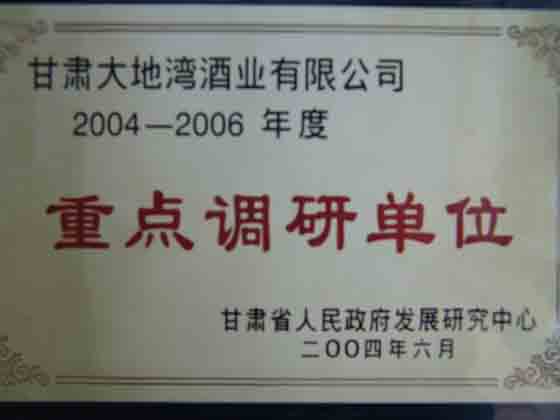 甘肃大地湾酒业有限公司
2004—2006 年度
重点调研单位
甘肃省人民政府发展研究中心
二OO四年六月